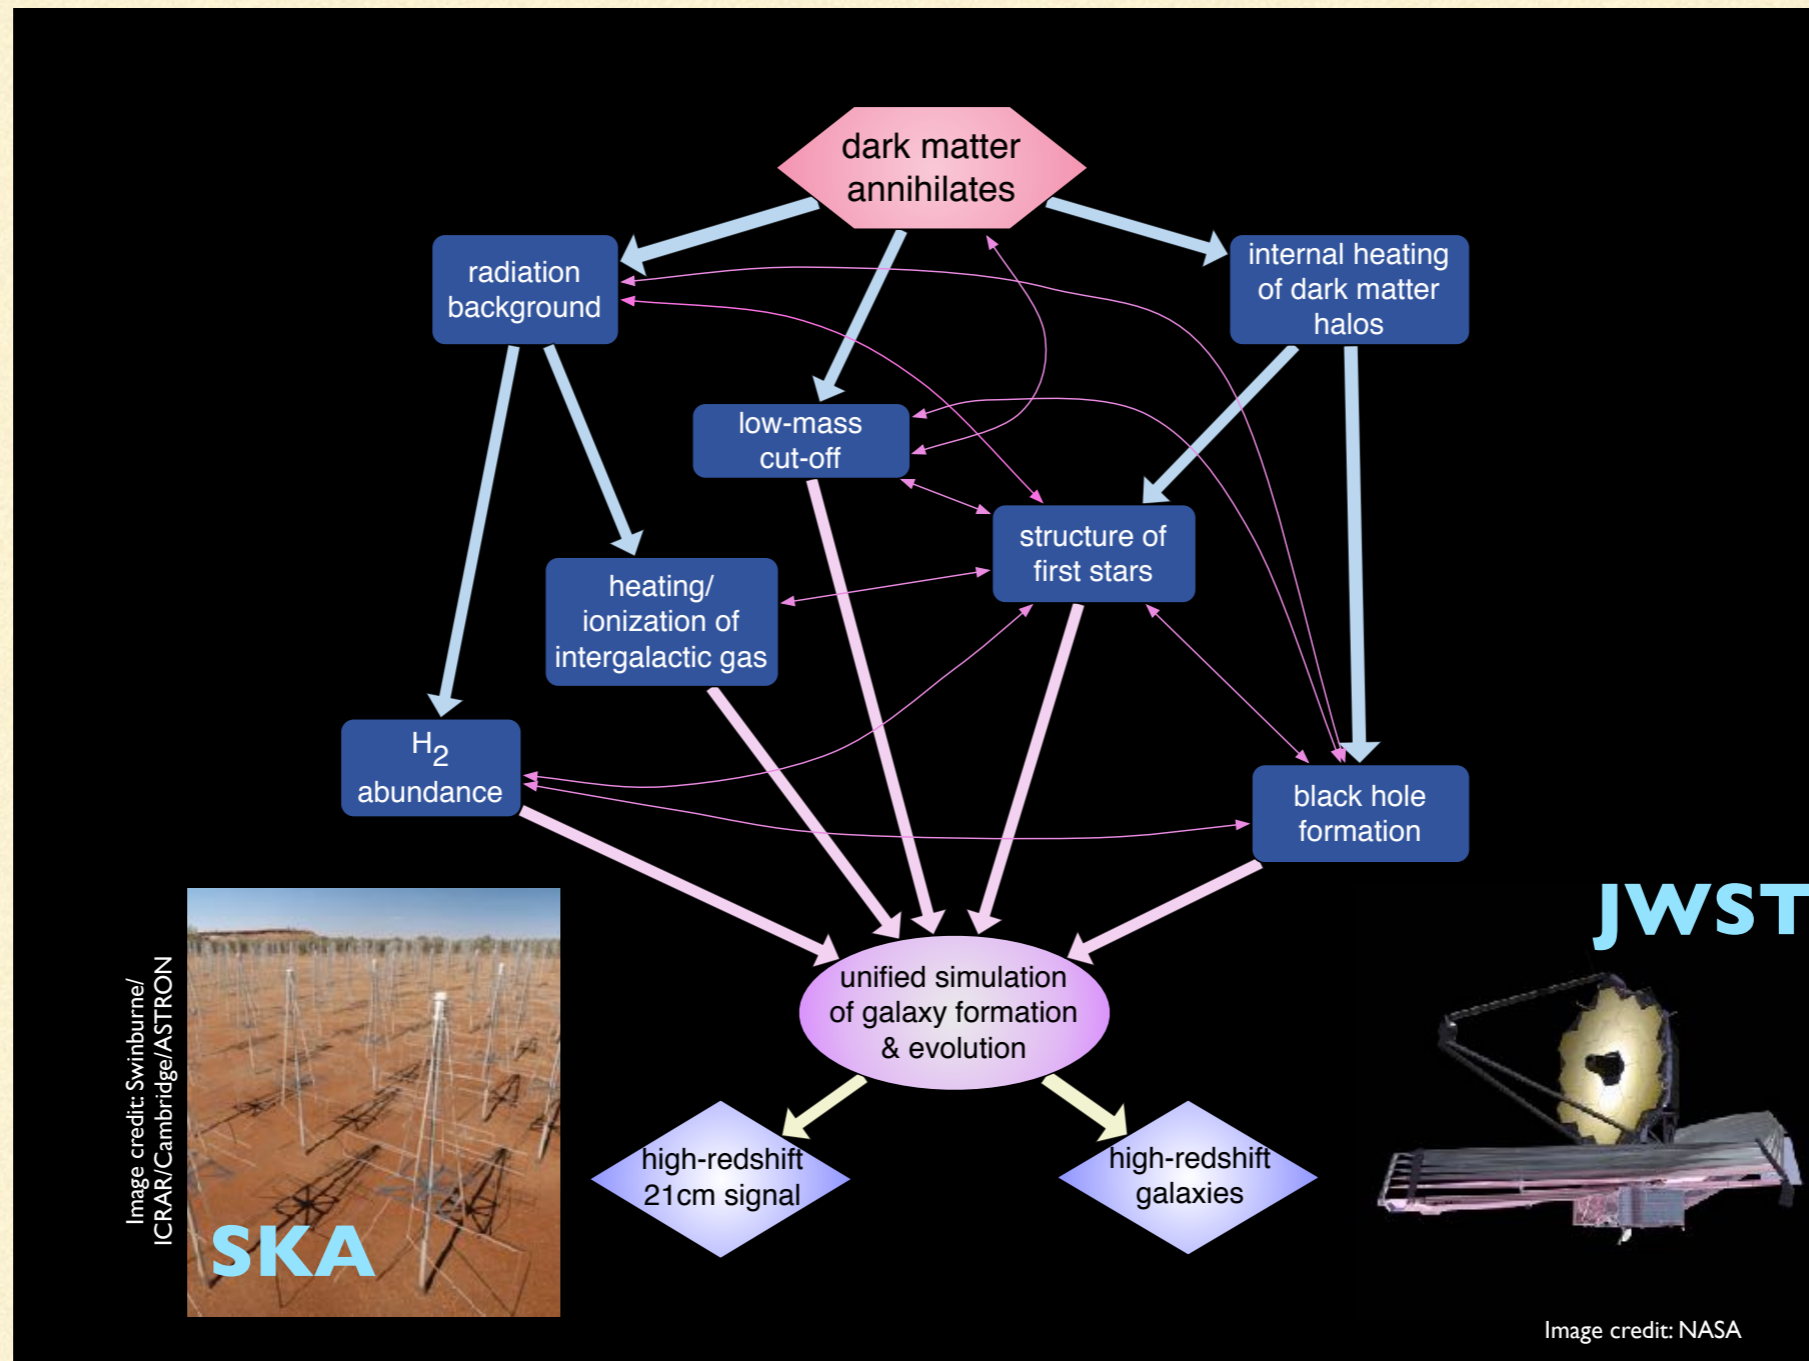 dark matter
annihilates
radiation
background
internal heating
of dark matter
halos
low-mass
cut-off
structure of
first stars
heating/
ionization of
intergalactic gas
H2
abundance
black hole
formation
JWST
unified simulation
of galaxy formation
& evolution
Image credit: Swinburne/
ICRAR/Cambridge/ASTRON
high-redshift
21cm signal
high-redshift
galaxies
SKA
Image credit: NASA